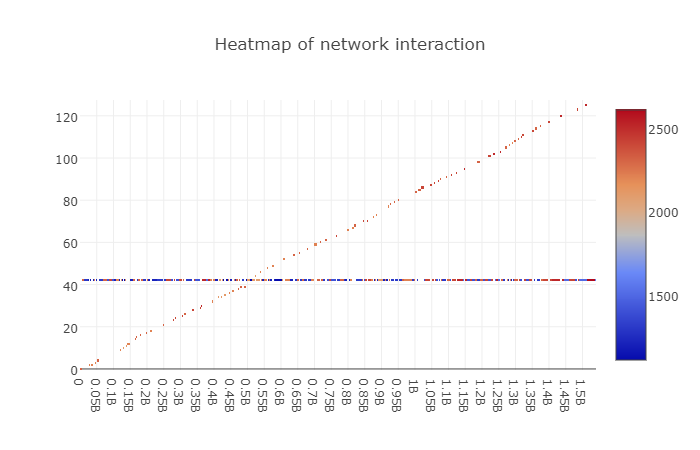 Heatmap of network interaction
120
100
80
60
40
20
0
2500
2000
1500
0
0.05B
0.1B
0.15B
0.2B
0.25B
0.3B
0.35B
0.4B
0.45B
0.5B
0.55B
0.6B
0.65B
0.7B
0.75B
0.8B
0.85B
0.9B
0.95B
1B
1.05B
1.1B
1.15B
1.2B
1.25B
1.3B
1.35B
1.4B
1.45B
1.5B